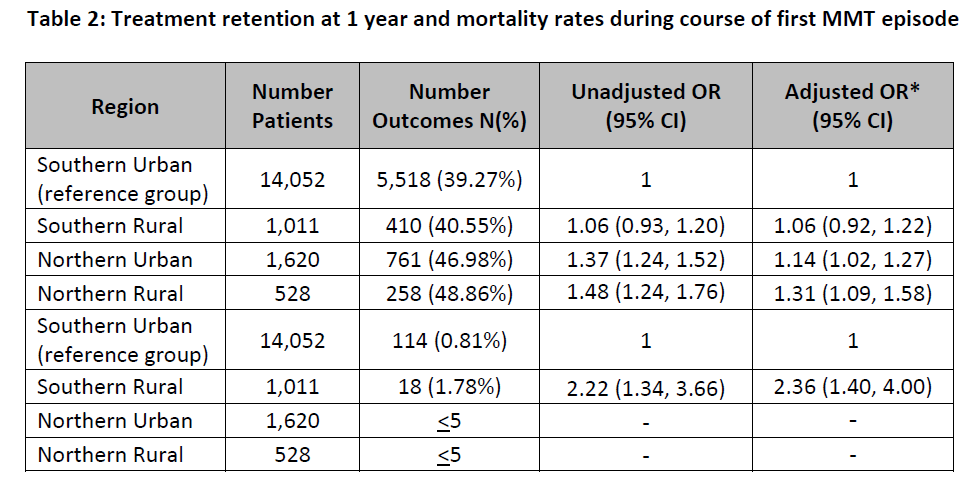 Table 2: Treatment retention at 1 year and mortality rates during course of first MMT episode
Region Number Patients Number Outcomes N(%) Unadjusted OR (95% CI) Adjusted OR* (95% CI)
Southern Urban (reference group) 14,052 5,518 (39.27%) 1 1
Southern Rural 1,011 410 (40.55%) 1.06 (0.93, 1.20) 1.06 (0.92, 1.22)
Northern Urban 1,620 761 (46.98%) 1.37 (1.24, 1.52) 1.14 (1.02, 1.27)
Northern Rural 528 258 (48.86%) 1.48 (1.24, 1.76) 1.31 (1.09, 1.58)
Southern Urban (reference group) 14,052 114 (0.81%) 1 1
Southern Rural 1,011 18 (1.78%) 2.22 (1.34, 3.66) 2.36 (1.40, 4.00)
Northern Urban 1,620 ≤5 - -
Northern Rural 528 ≤5 - -